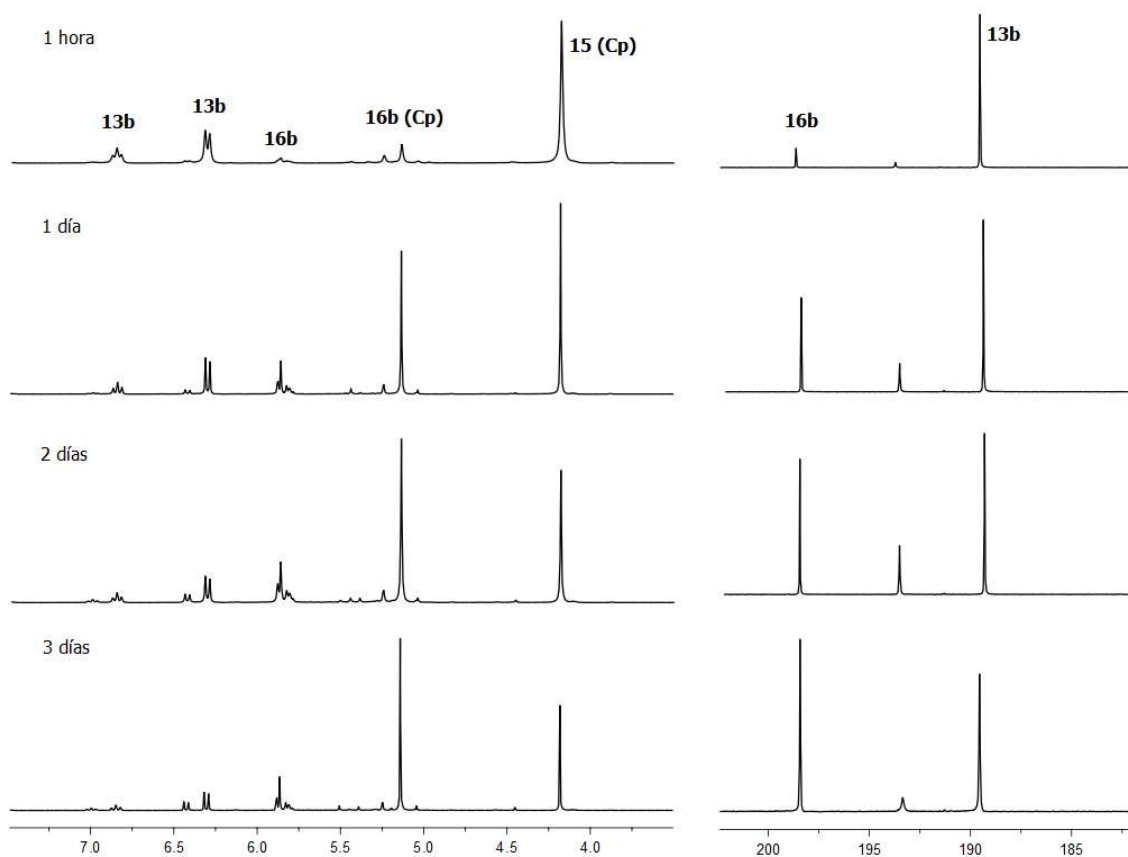 1 hora
13b
13b
16b
16b (Cp)
15 (Cp)
16b
13b
1 día
2 días
3 días
7.0 6.5 6.0 5.5 5.0 4.5 4.0
200 195 190 185